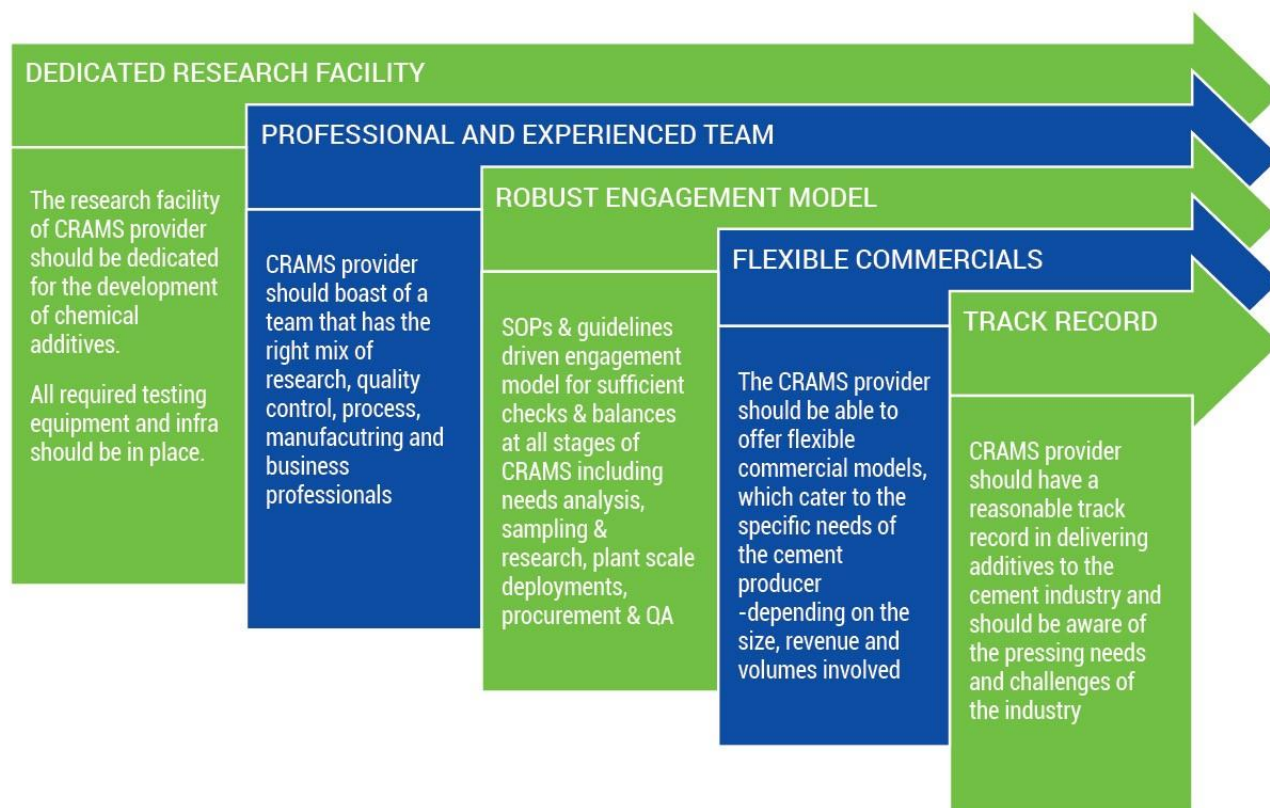 DEDICATED RESEARCH FACILITY
The research facility
of CRAMS provider
should be dedicated
for the development
of chemical
additives.
All required testing
equipment and infra
should be in place.
PROFESSIONAL AND EXPERIENCED TEAM
CRAMS provider
should boast of a
team that has the
right mix of
research, quality
control, process,
manufacutring and
business
professionals
ROBUST ENGAGEMENT MODEL
SOPs & guidelines
driven engagement
model for sufficient
checks & balances
at all stages of
CRAMS including
needs analysis,
sampling &
research, plant scale
deployments,
procurement & QA
FLEXIBLE COMMERCIALS
The CRAMS provider
should be able to
offer flexible
commercial models,
which cater to the
specific needs of
the cement
producer
-depending on the
size, revenue and
volumes involved
TRACK RECORD
CRAMS provider
should have a
reasonable track
record in delivering
additives to the
cement industry and
should be aware of
the pressing needs
and challenges of
the industry